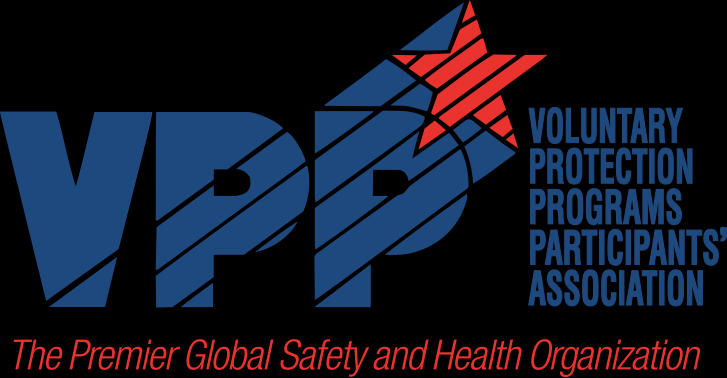 VPP
VOLUNTARY
PROTECTION
PROGRAMS
PARTICIPANTS'
ASSOCIATION
The Premier Global Safety and Health Organization